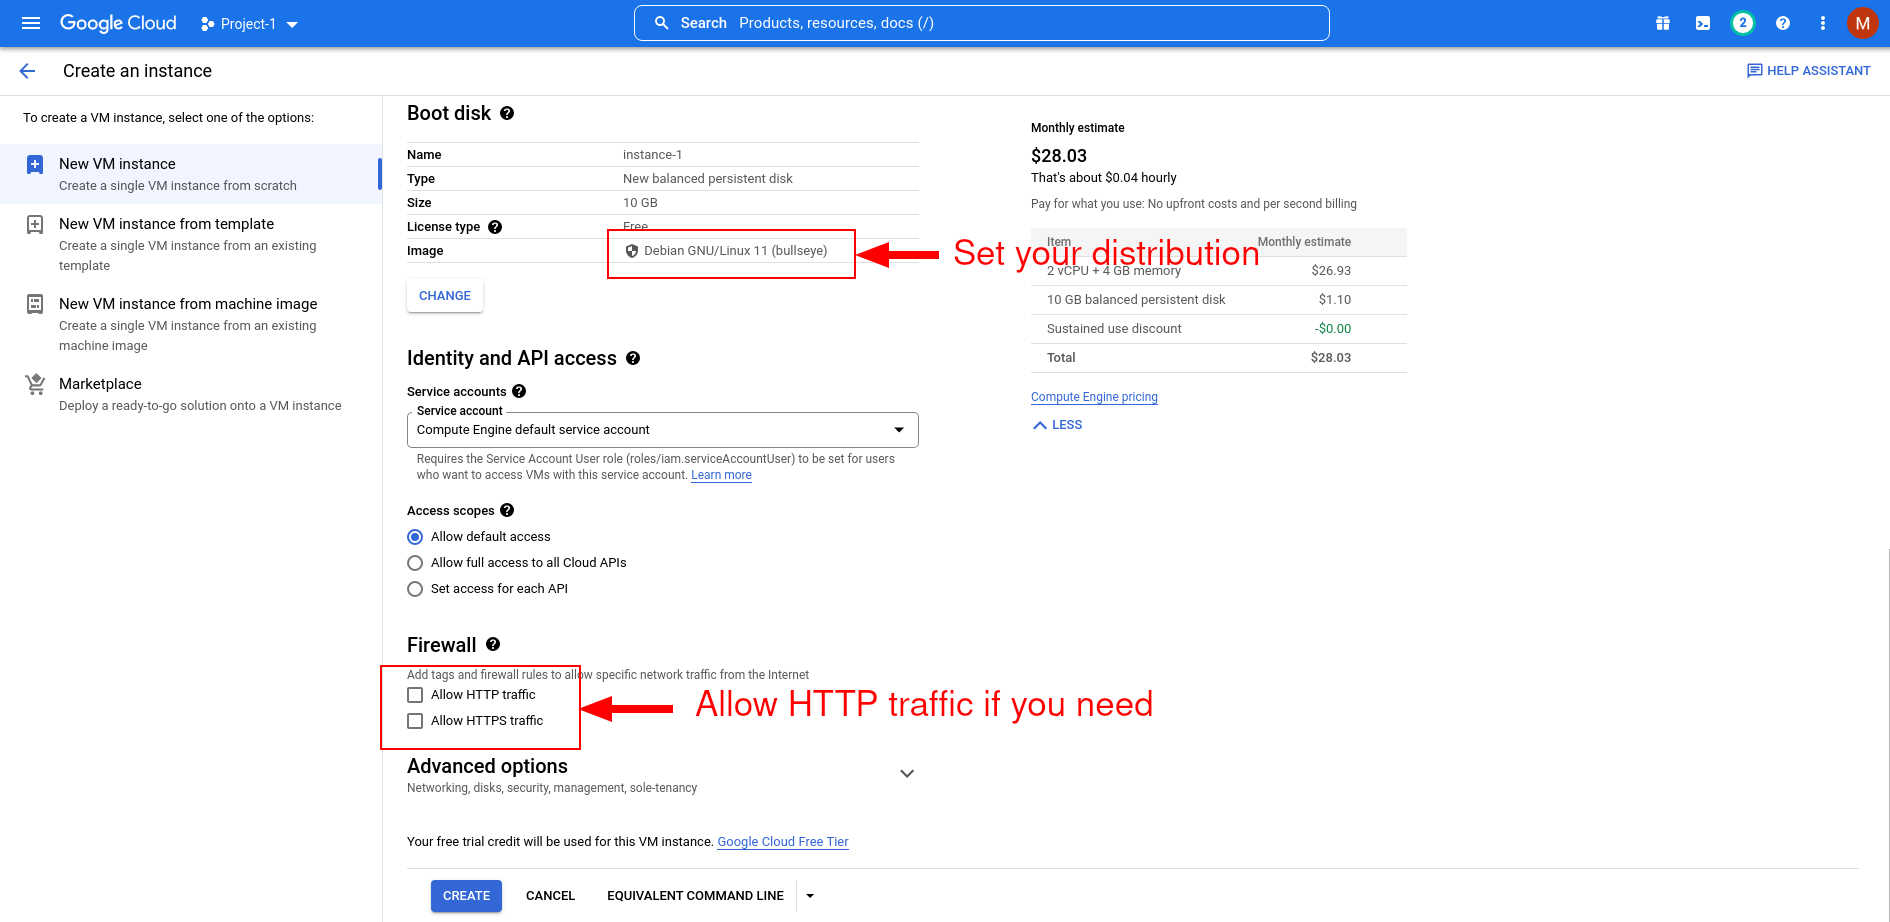 Google Cloud
Project-1
Search Products, resources, docs (/)
2
M
Create an instance
HELP ASSISTANT
To create a VM instance, select one of the options:
New VM instance
Create a single VM instance from scratch
New VM instance from template
Create a single VM instance from an existing
template
New VM instance from machine image
Create a single VM instance from an existing
machine image
Marketplace
Deploy a ready-to-go solution onto a VM instance
Boot disk
Name instance-1
Type New balanced persistent disk
Size 10 GB
License type Free
Image Debian GNU/Linux 11 (bullseye)
Set your distribution
CHANGE
Identity and API access
Service accounts
Service account
Compute Engine default service account
Requires the Service Account User role (roles/iam.serviceAccountUser) to be set for users
who want to access VMs with this service account. Learn more
Access scopes
Allow default access
Allow full access to all Cloud APIs
Set access for each API
Firewall
Add tags and firewall rules to allow specific network traffic from the Internet
Allow HTTP traffic
Allow HTTPS traffic
Allow HTTP traffic if you need
Advanced options
Networking, disks, security, management, sole-tenancy
Your free trial credit will be used for this VM instance. Google Cloud Free Tier
CREATE CANCEL EQUIVALENT COMMAND LINE
Monthly estimate
$28.03
That's about $0.04 hourly
Pay for what you use: No upfront costs and per second billing
Item Monthly estimate
2 vCPU + 4 GB memory $26.93
10 GB balanced persistent disk $1.10
Sustained use discount -$0.00
Total $28.03
Compute Engine pricing
LESS